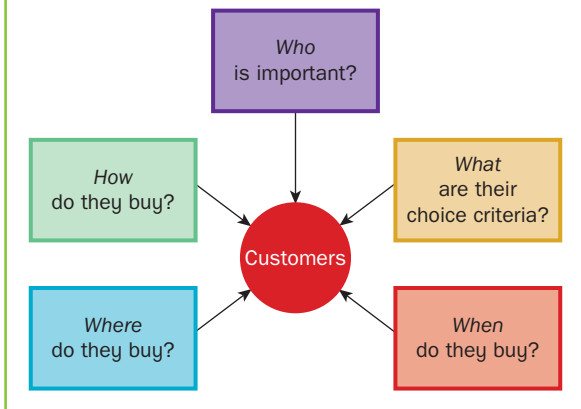 Who
is important?
How
do they buy?
What
are their
choice criteria?
Customers
Where
do they buy?
When
do they buy?